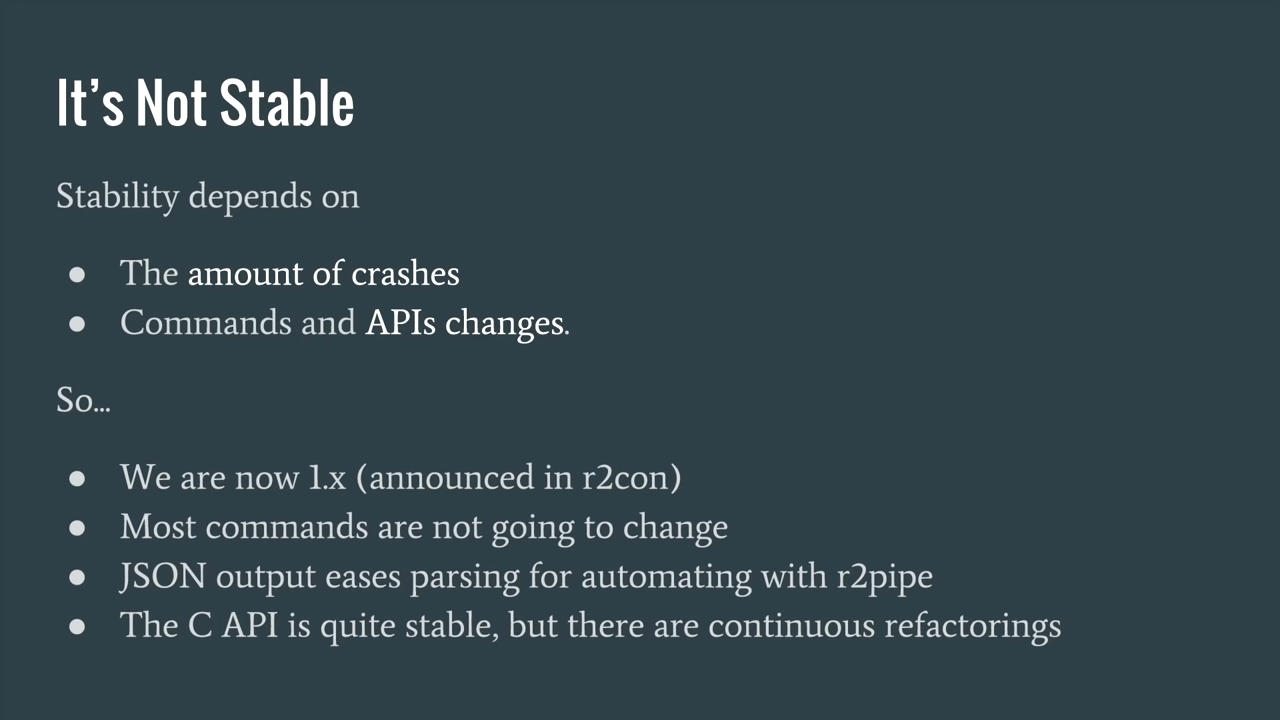 It’s Not Stable
Stability depends on
● The amount of crashes
● Commands and APIs changes.
So...
● We are now 1.x (announced in r2con)
● Most commands are not going to change
● JSON output eases parsing for automating with r2pipe
● The C API is quite stable, but there are continuous refactorings